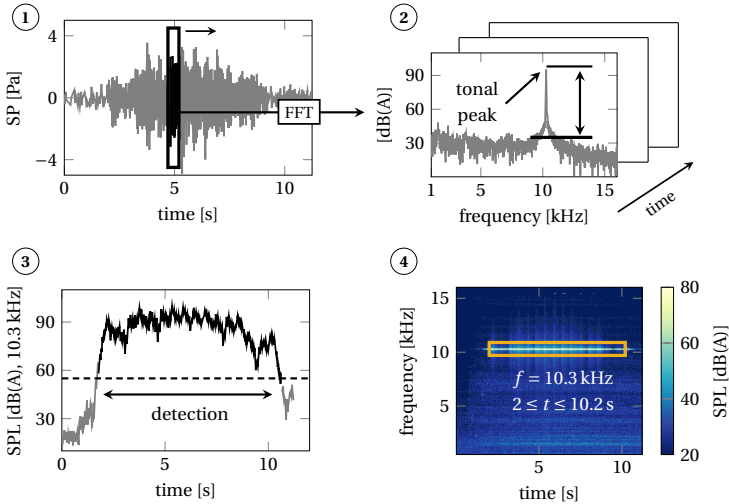 1
SP [Pa]
4
0
−4
FFT
0
5
10
time [s]
2
[dB(A)]
90
60
30
tonal
peak
1
5
10
15
frequency [kHz]
time
3
SPL [dB(A), 10.3 kHz]
90
60
30
detection
0
5
10
time [s]
4
frequency [kHz]
15
10
5
f = 10.3 kHz
2 ≤ t ≤ 10.2 s
5
10
time [s]
80
60
40
20
SPL [dB(A)]